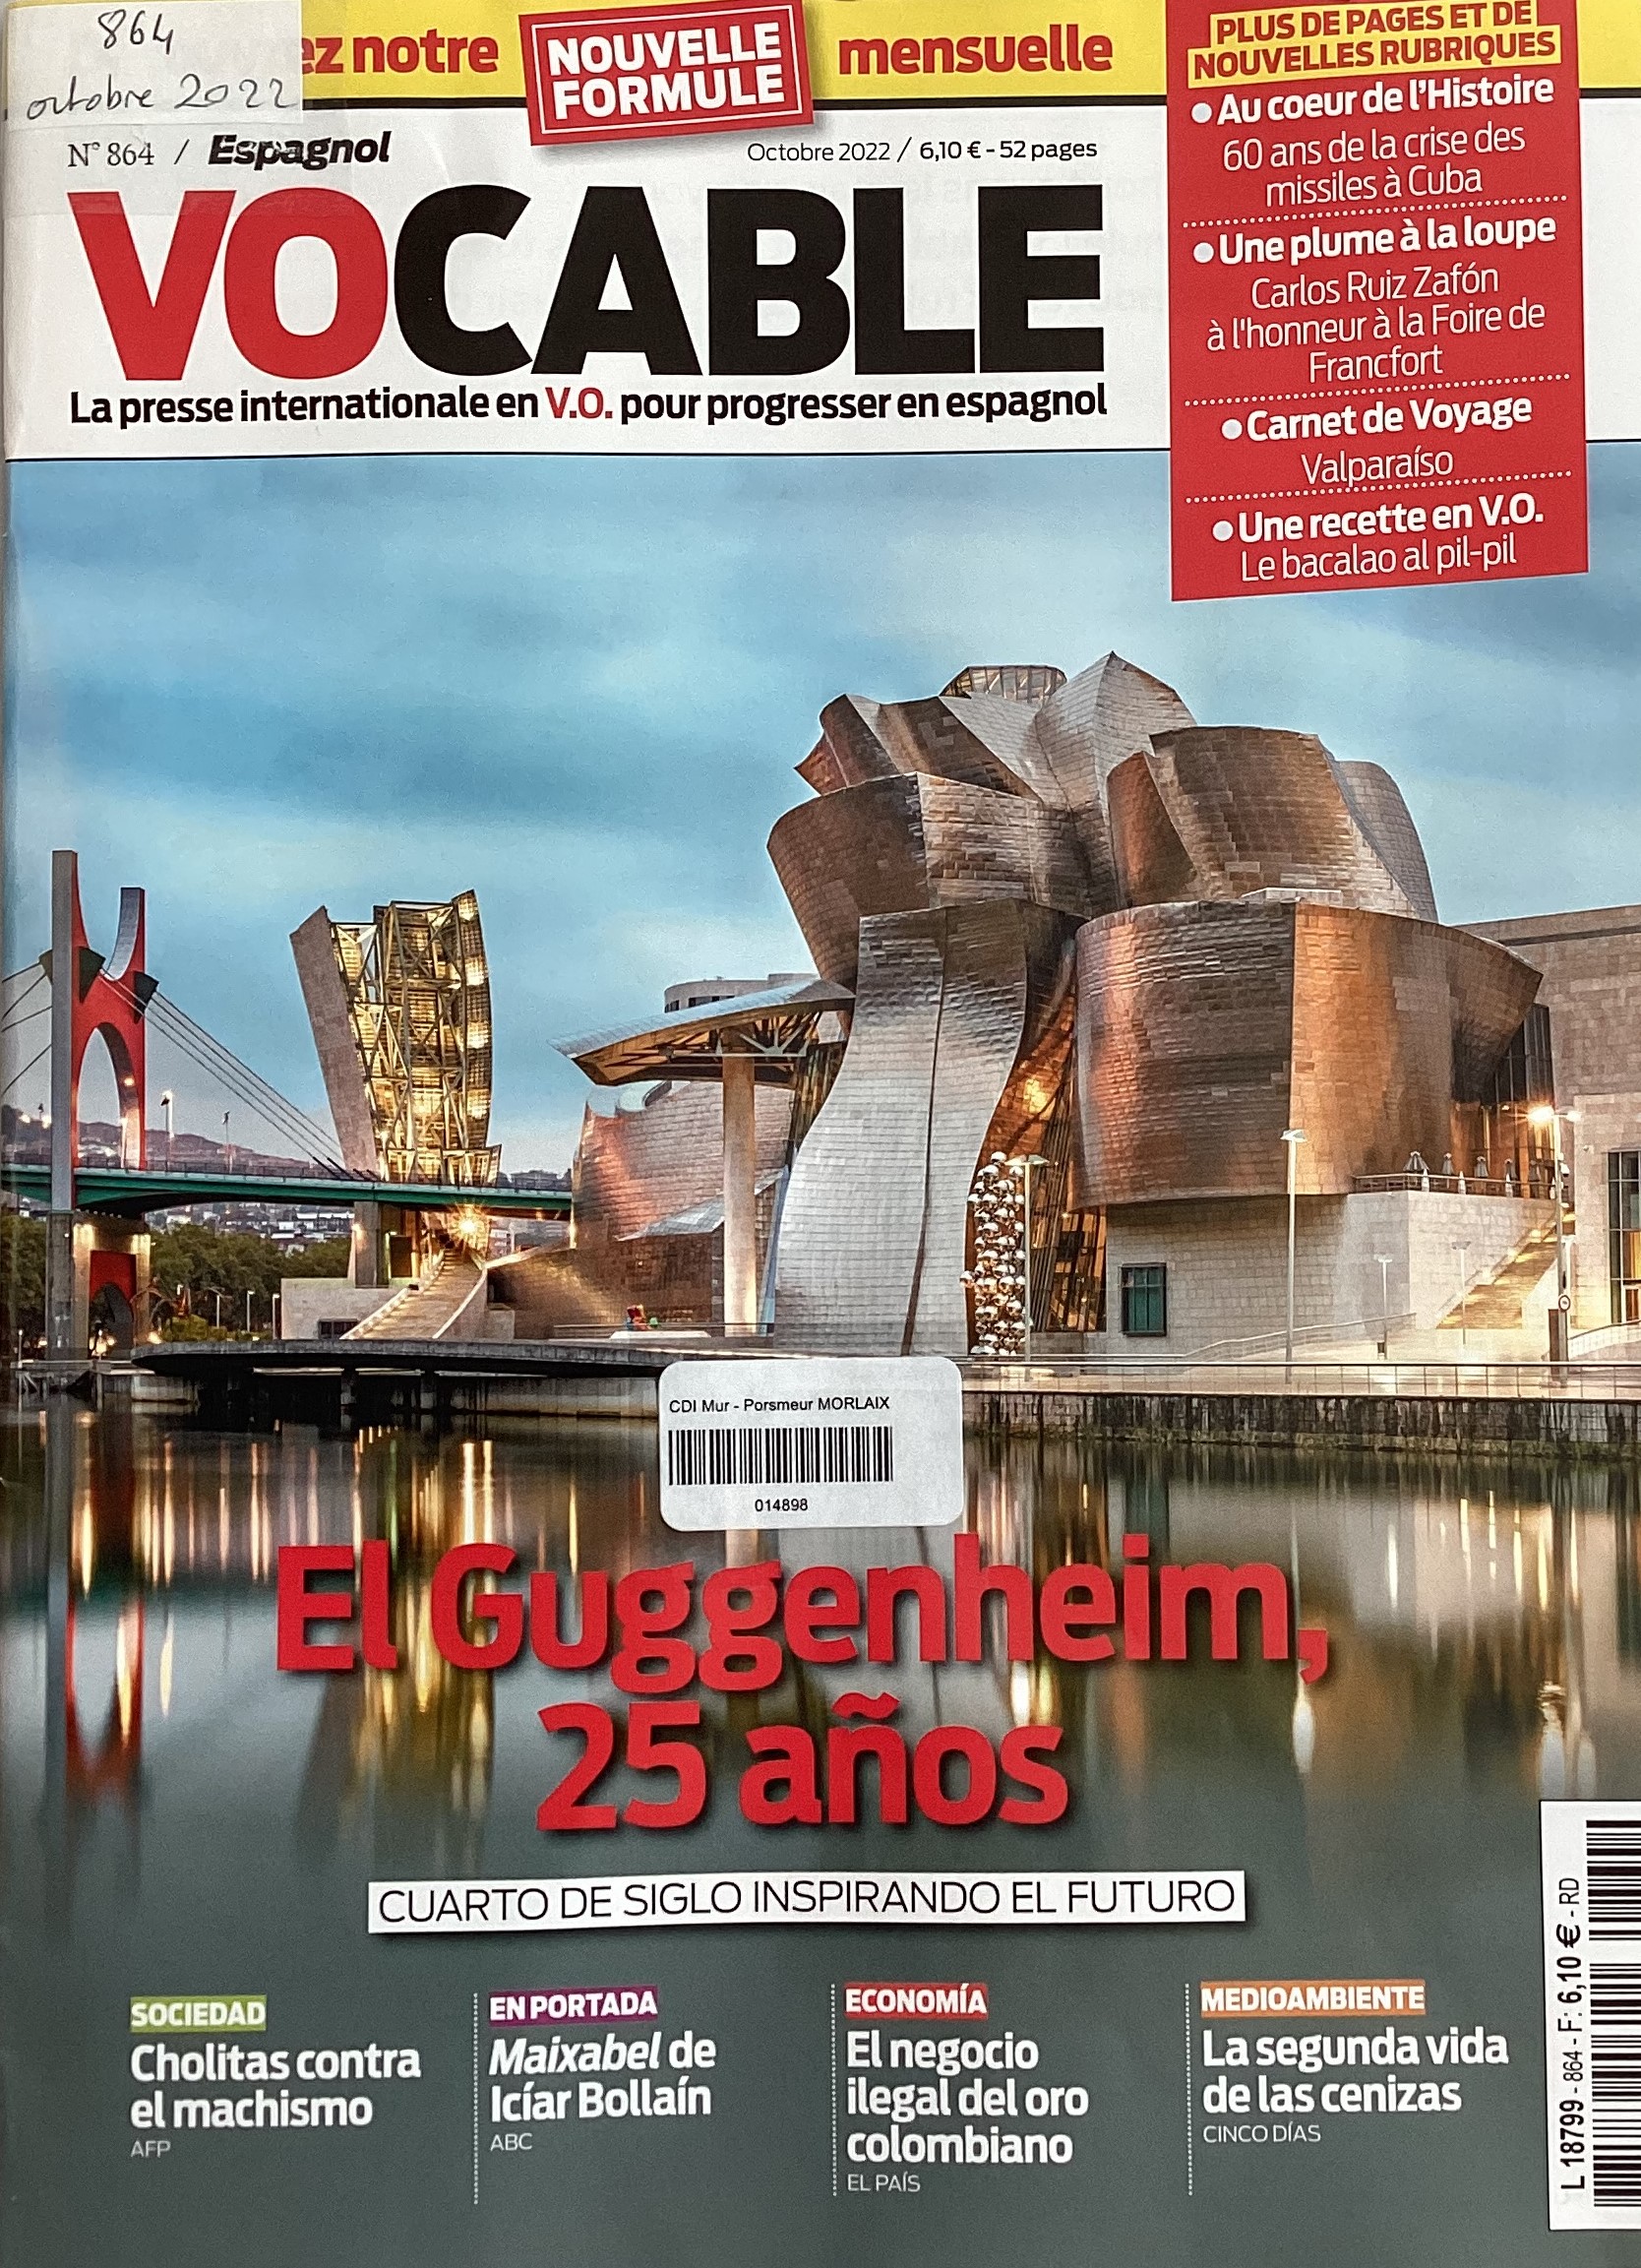 864
octobre 2022
ez notre
NOUVELLE
FORMULE
mensuelle
N° 864 / Espagnol
Octobre 2022 / 6,10 € - 52 pages
VOCABLE
La presse internationale en V.O. pour progresser en espagnol
PLUS DE PAGES ET DE
NOUVELLES RUBRIQUES
• Au coeur de l'Histoire
60 ans de la crise des
missiles à Cuba
• Une plume à la loupe
Carlos Ruiz Zafón
à l'honneur à la Foire de
Francfort
• Carnet de Voyage
Valparaíso
• Une recette en V.O.
Le bacalao al pil-pil
CDI Mur - Porsmeur MORLAIX
014898
El Guggenheim,
25 años
CUARTO DE SIGLO INSPIRANDO EL FUTURO
SOCIEDAD
Cholitas contra
el machismo
AFP
EN PORTADA
Maixabel de
Icíar Bollaín
ABC
ECONOMÍA
El negocio
ilegal del oro
colombiano
EL PAÍS
MEDIOAMBIENTE
La segunda vida
de las cenizas
CINCO DÍAS
L 18799 - 864 - F: 6,10 € - RD